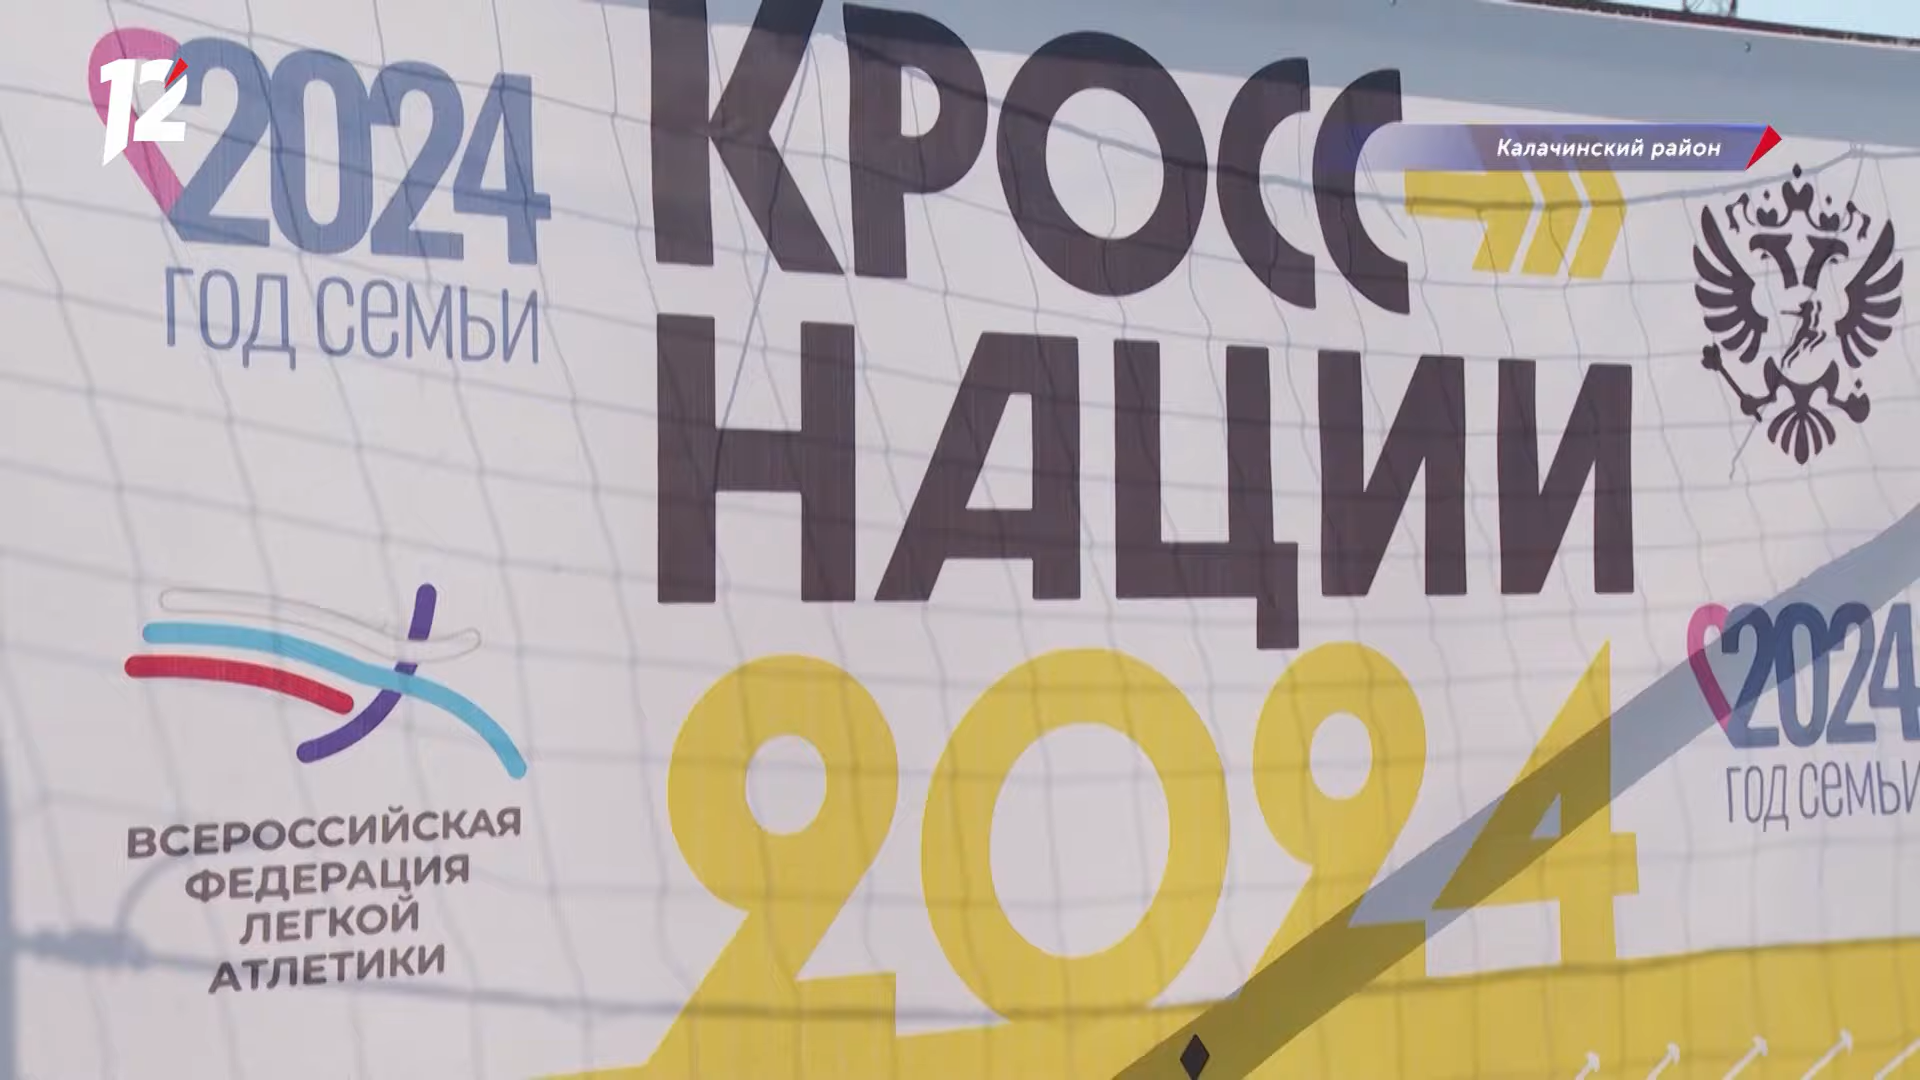 12
2024
ГОД СЕМЬИ
КРОСС
НАЦИИ
2024
Калачинский район
ВСЕРОССИЙСКАЯ
ФЕДЕРАЦИЯ
ЛЕГКОЙ
АТЛЕТИКИ
2024
ГОД СЕМЬИ